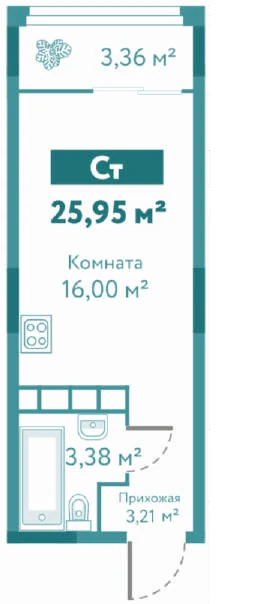 3,36 м²
Ст
25,95 м²
Комната
16,00 м²
3,38 м²
Прихожая
3,21 м²